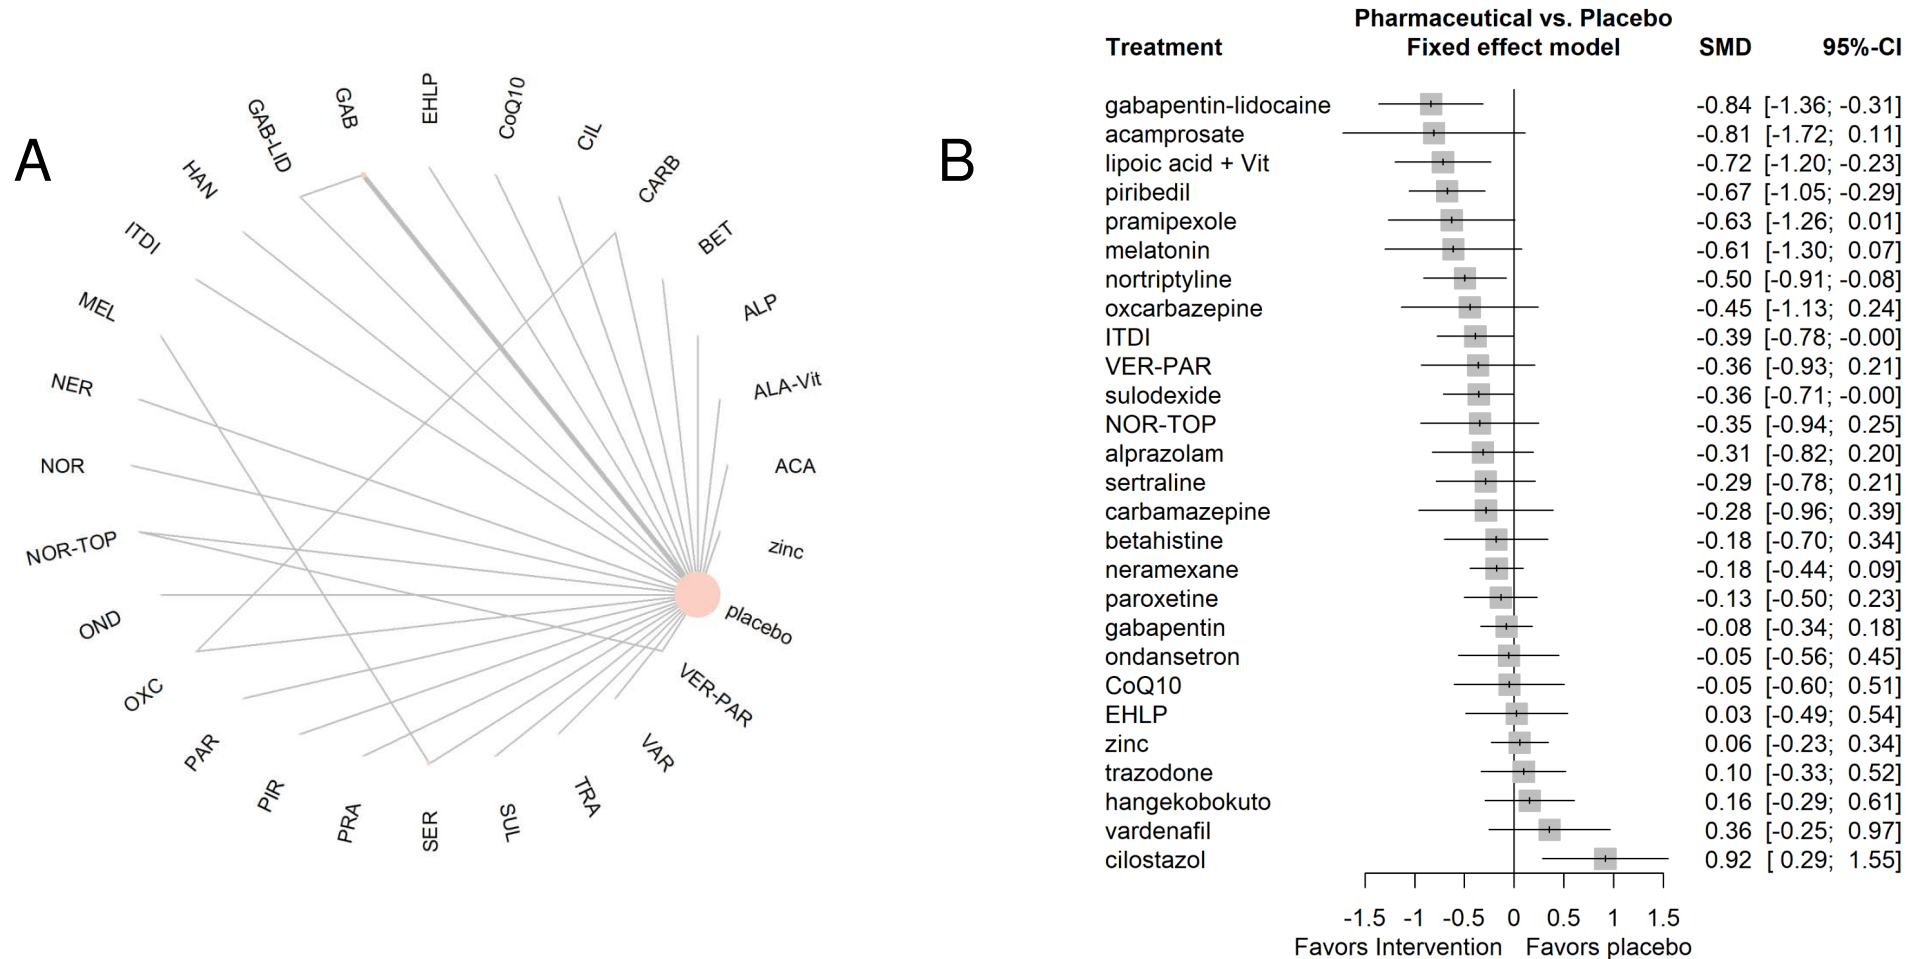 A
GAB-LID
GAB
EHLP
CoQ10
CIL
CARB
HAN
ITDI
BET
MEL
ALP
NER
ALA-Vit
NOR
ACA
NOR-TOP
zinc
OND
placebo
OXC
VER-PAR
PAR
VAR
PIR
TRA
PRA
SER
SUL
B
Pharmaceutical vs. Placebo
Treatment Fixed effect model SMD 95%-CI
gabapentin-lidocaine -0.84 [-1.36; -0.31]
acamprosate -0.81 [-1.72; 0.11]
lipoic acid + Vit -0.72 [-1.20; -0.23]
piribedil -0.67 [-1.05; -0.29]
pramipexole -0.63 [-1.26; 0.01]
melatonin -0.61 [-1.30; 0.07]
nortriptyline -0.50 [-0.91; -0.08]
oxcarbazepine -0.45 [-1.13; 0.24]
ITDI -0.39 [-0.78; -0.00]
VER-PAR -0.36 [-0.93; 0.21]
sulodexide -0.36 [-0.71; -0.00]
NOR-TOP -0.35 [-0.94; 0.25]
alprazolam -0.31 [-0.82; 0.20]
sertraline -0.29 [-0.78; 0.21]
carbamazepine -0.28 [-0.96; 0.39]
betahistine -0.18 [-0.70; 0.34]
neramexane -0.18 [-0.44; 0.09]
paroxetine -0.13 [-0.50; 0.23]
gabapentin -0.08 [-0.34; 0.18]
ondansetron -0.05 [-0.56; 0.45]
CoQ10 -0.05 [-0.60; 0.51]
EHLP 0.03 [-0.49; 0.54]
zinc 0.06 [-0.23; 0.34]
trazodone 0.10 [-0.33; 0.52]
hangekobokuto 0.16 [-0.29; 0.61]
vardenafil 0.36 [-0.25; 0.97]
cilostazol 0.92 [ 0.29; 1.55]
-1.5 -1 -0.5 0 0.5 1 1.5
Favors Intervention Favors placebo